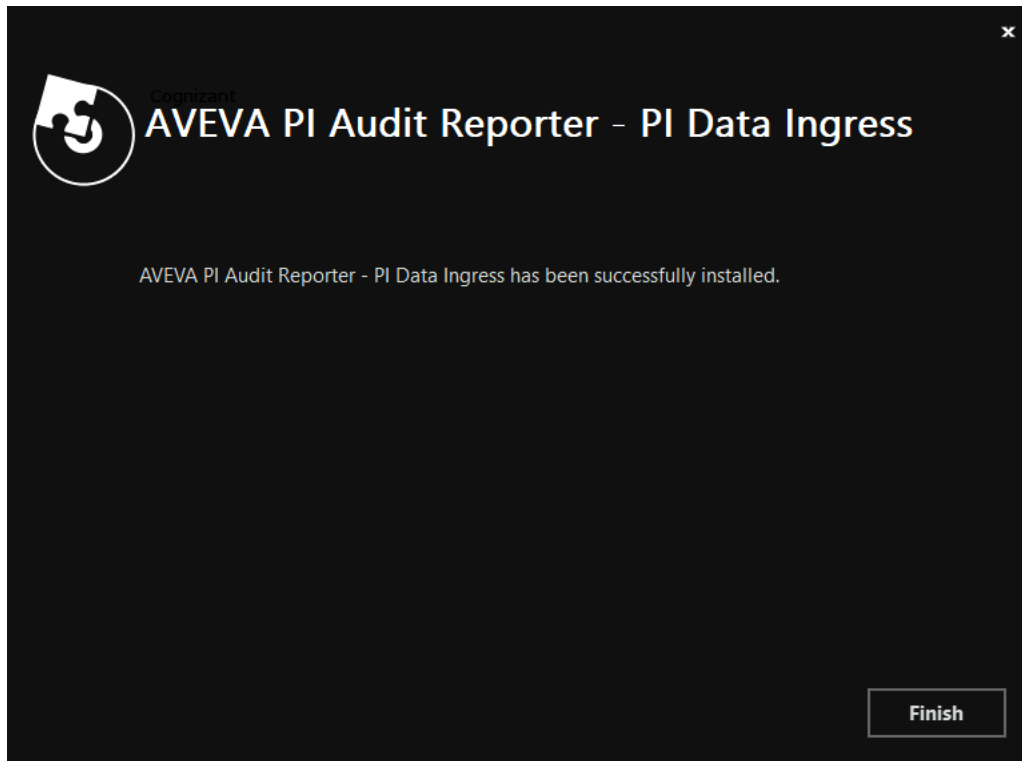 Cognizant
AVEVA PI Audit Reporter - PI Data Ingress
AVEVA PI Audit Reporter - PI Data Ingress has been successfully installed.
Finish